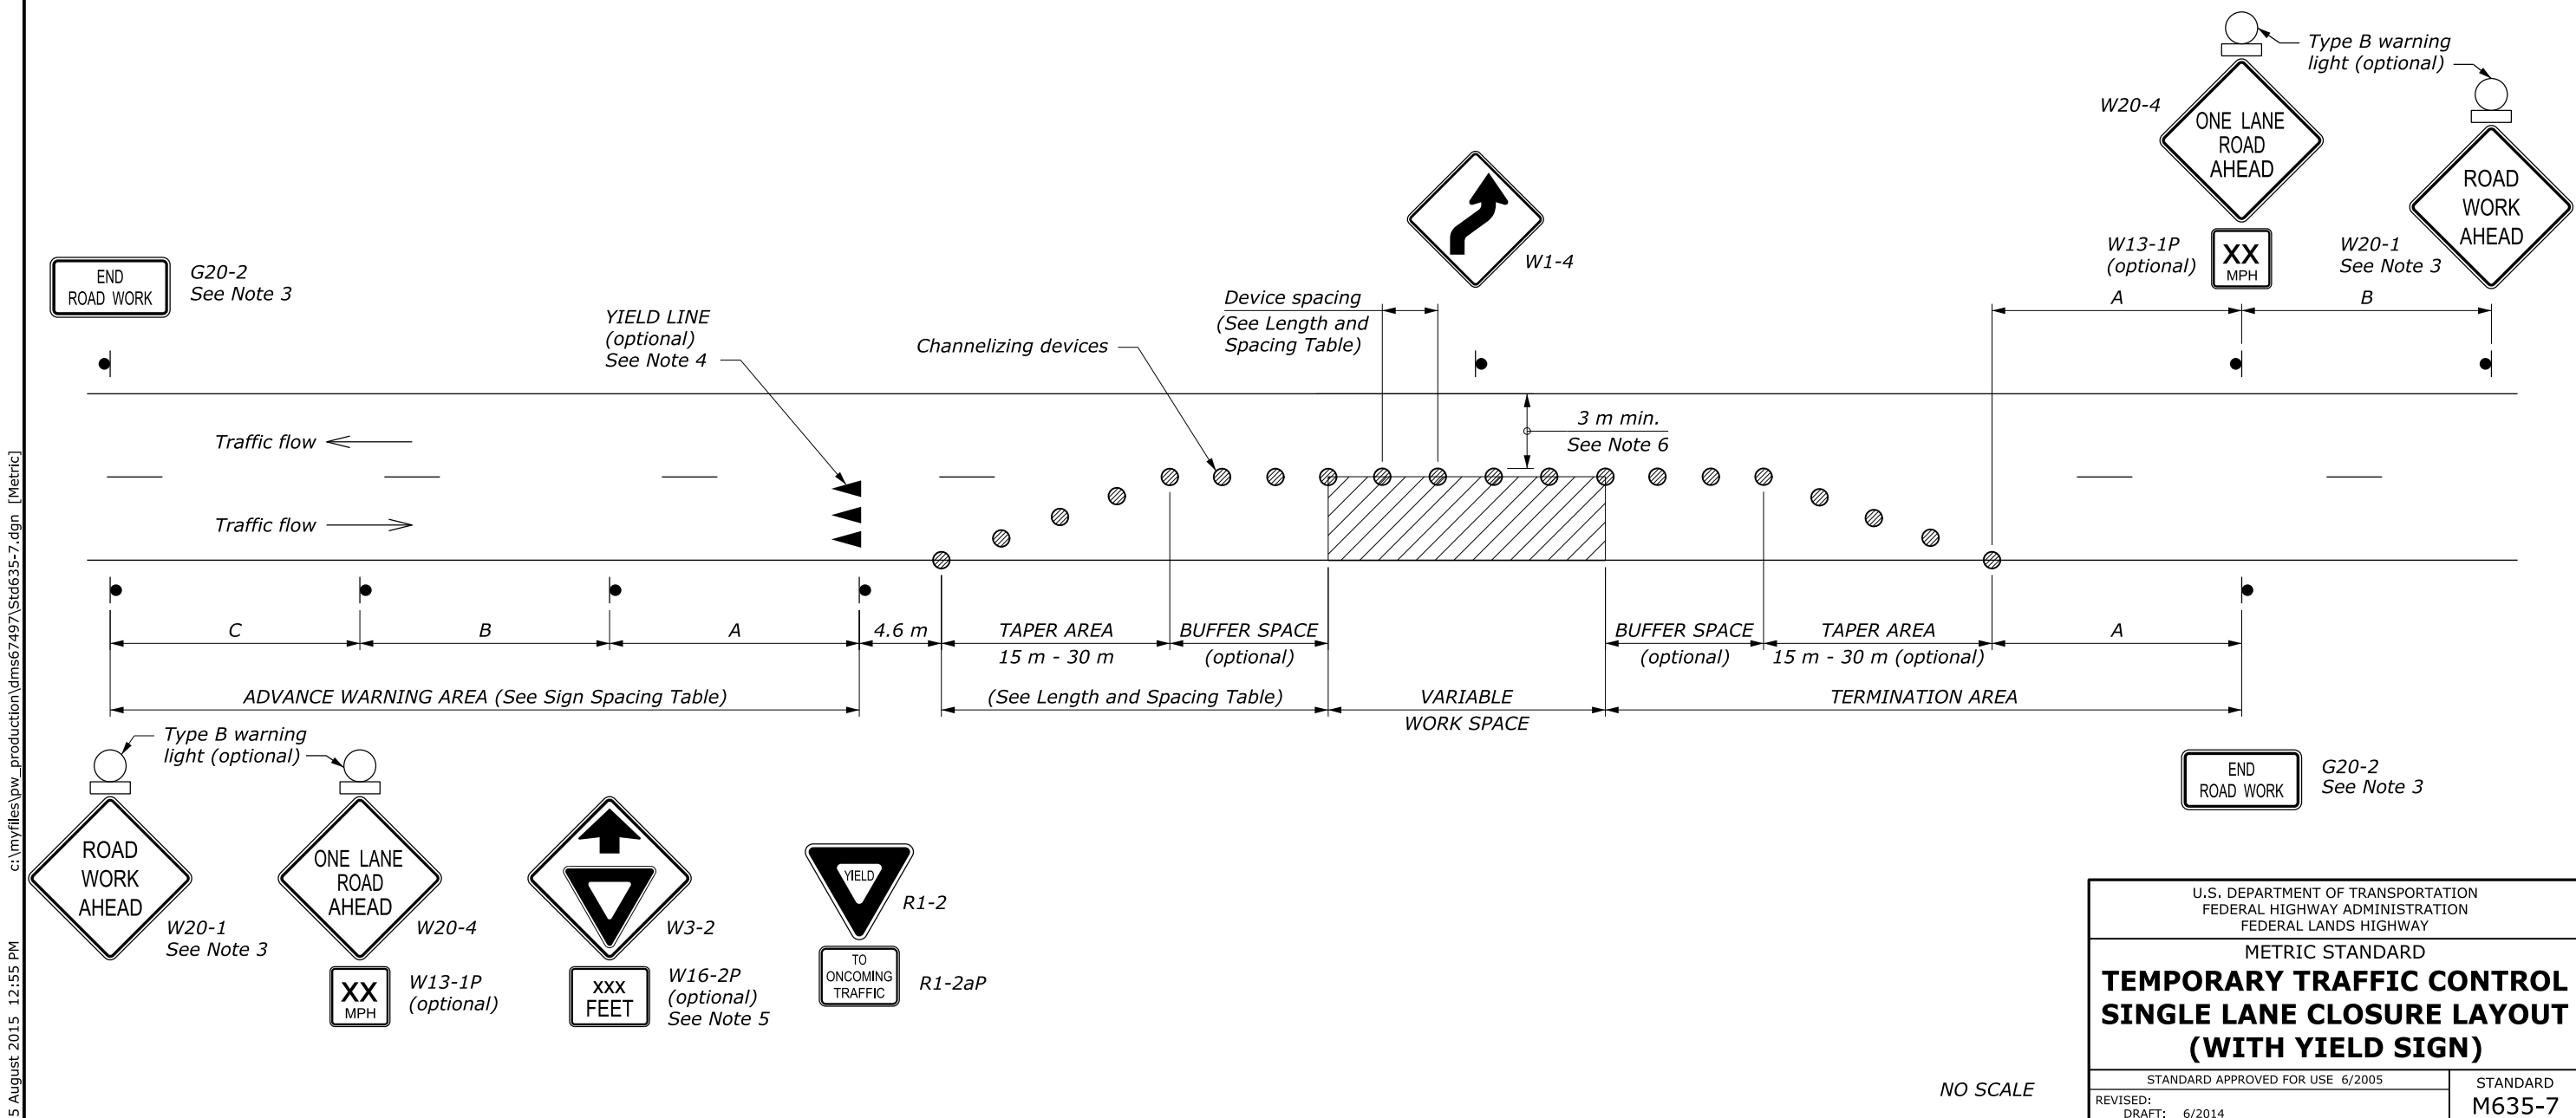 Type B warning
light (optional)
W20-4
ONE LANE
ROAD
AHEAD
ROAD
WORK
AHEAD
W13-1P
(optional)
XX
MPH
W20-1
See Note 3
A
B
W1-4
END
ROAD WORK
G20-2
See Note 3
YIELD LINE
(optional)
See Note 4
Channelizing devices
Device spacing
(See Length and
Spacing Table)
3 m min.
See Note 6
Traffic flow
Traffic flow
C
B
A
4.6 m
TAPER AREA
15 m - 30 m
BUFFER SPACE
(optional)
BUFFER SPACE
(optional)
TAPER AREA
15 m - 30 m (optional)
A
ADVANCE WARNING AREA (See Sign Spacing Table)
(See Length and Spacing Table)
VARIABLE
WORK SPACE
TERMINATION AREA
Type B warning
light (optional)
ROAD
WORK
AHEAD
W20-1
See Note 3
ONE LANE
ROAD
AHEAD
W20-4
XX
MPH
W13-1P
(optional)
W3-2
XXX
FEET
W16-2P
(optional)
See Note 5
YIELD
R1-2
TO
ONCOMING
TRAFFIC
R1-2aP
END
ROAD WORK
G20-2
See Note 3
NO SCALE
U.S. DEPARTMENT OF TRANSPORTATION
FEDERAL HIGHWAY ADMINISTRATION
FEDERAL LANDS HIGHWAY
METRIC STANDARD
TEMPORARY TRAFFIC CONTROL
SINGLE LANE CLOSURE LAYOUT
(WITH YIELD SIGN)
STANDARD APPROVED FOR USE 6/2005
REVISED:
DRAFT: 6/2014
STANDARD
M635-7
5 August 2015 12:55 PM c:\myfiles\pw_production\dms67497\Std635-7.dgn [Metric]